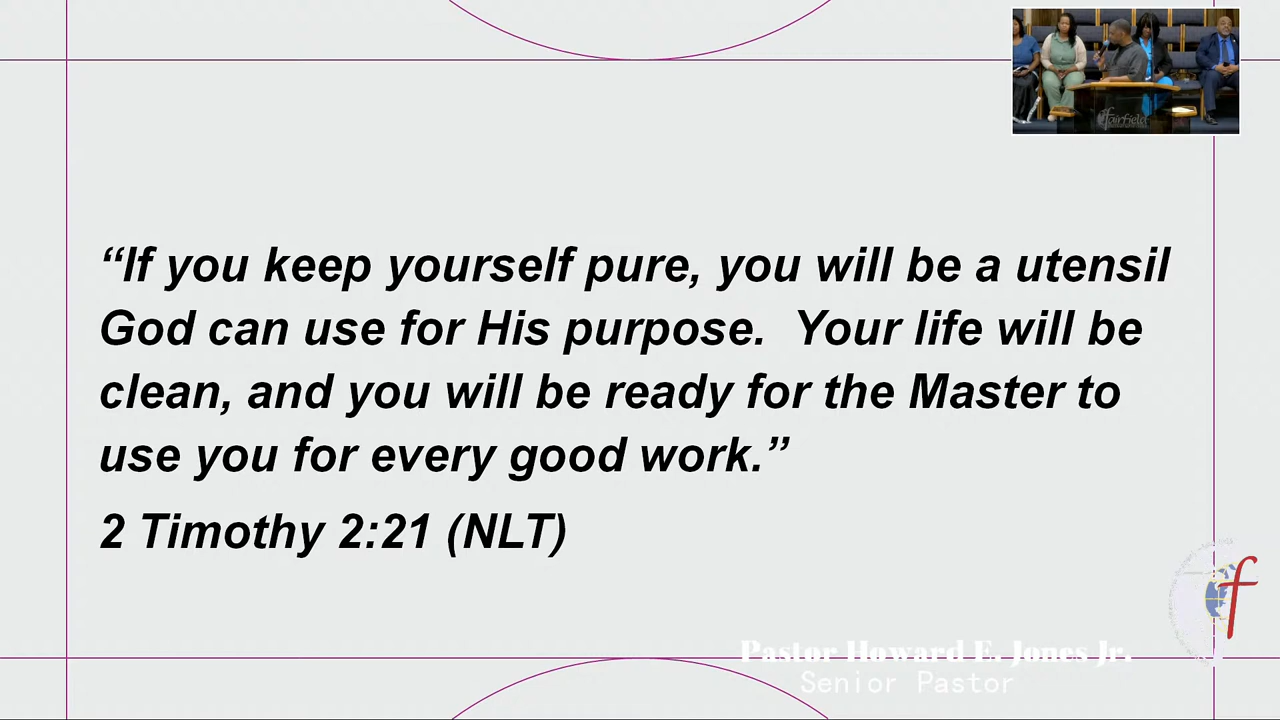 fairfield
“If you keep yourself pure, you will be a utensil
God can use for His purpose.  Your life will be
clean, and you will be ready for the Master to
use you for every good work.”
2 Timothy 2:21 (NLT)
f
Pastor Howard E. Jones Jr.
Senior Pastor